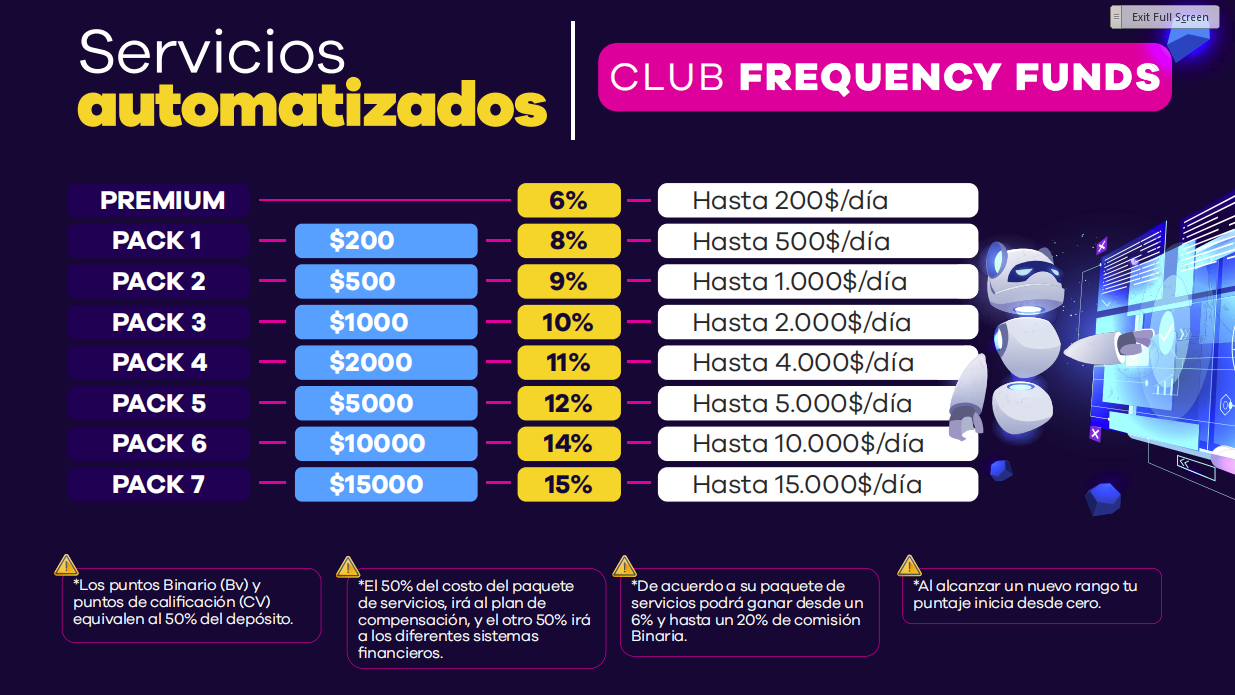 Exit Full Screen
Servicios
automatizados
CLUB FREQUENCY FUNDS
PREMIUM 6% Hasta 200$/día
PACK 1 $200 8% Hasta 500$/día
PACK 2 $500 9% Hasta 1.000$/día
PACK 3 $1000 10% Hasta 2.000$/día
PACK 4 $2000 11% Hasta 4.000$/día
PACK 5 $5000 12% Hasta 5.000$/día
PACK 6 $10000 14% Hasta 10.000$/día
PACK 7 $15000 15% Hasta 15.000$/día
*Los puntos Binario (Bv) y
puntos de calificación (CV)
equivalen al 50% del depósito.
*El 50% del costo del paquete
de servicios, irá al plan de
compensación, y el otro 50% irá
a los diferentes sistemas
financieros.
*De acuerdo a su paquete de
servicios podrá ganar desde un
6% y hasta un 20% de comisión
Binaria.
*Al alcanzar un nuevo rango tu
puntaje inicia desde cero.